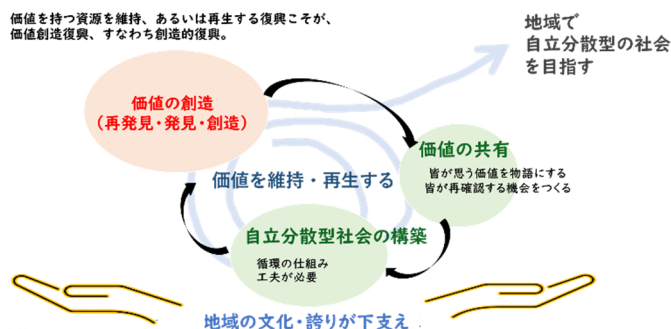 価値を持つ資源を維持、あるいは再生する復興こそが、
価値創造復興、すなわち創造的復興。
地域で
自立分散型の社会
を目指す
価値の創造
（再発見・発見・創造）
価値の共有
皆が思う価値を物語にする
皆が再確認する機会をつくる
価値を維持・再生する
自立分散型社会の構築
循環の仕組み
工夫が必要
地域の文化・誇りが下支え